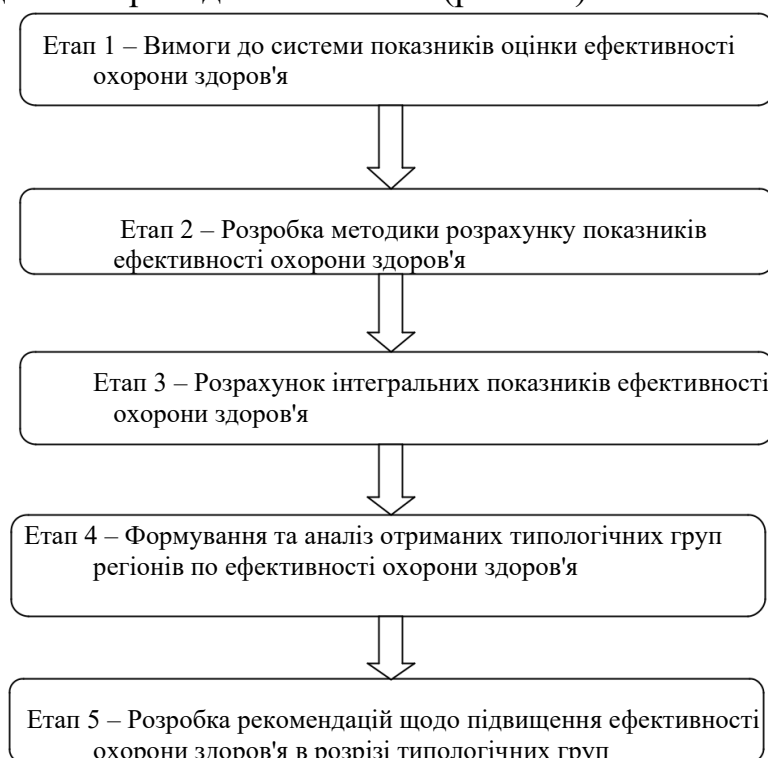 Етап 1 – Вимоги до системи показників оцінки ефективності
охорони здоров'я
Етап 2 – Розробка методики розрахунку показників
ефективності охорони здоров'я
Етап 3 – Розрахунок інтегральних показників ефективності
охорони здоров'я
Етап 4 – Формування та аналіз отриманих типологічних груп
регіонів по ефективності охорони здоров'я
Етап 5 – Розробка рекомендацій щодо підвищення ефективності
охорони здоров'я в розрізі типологічних груп